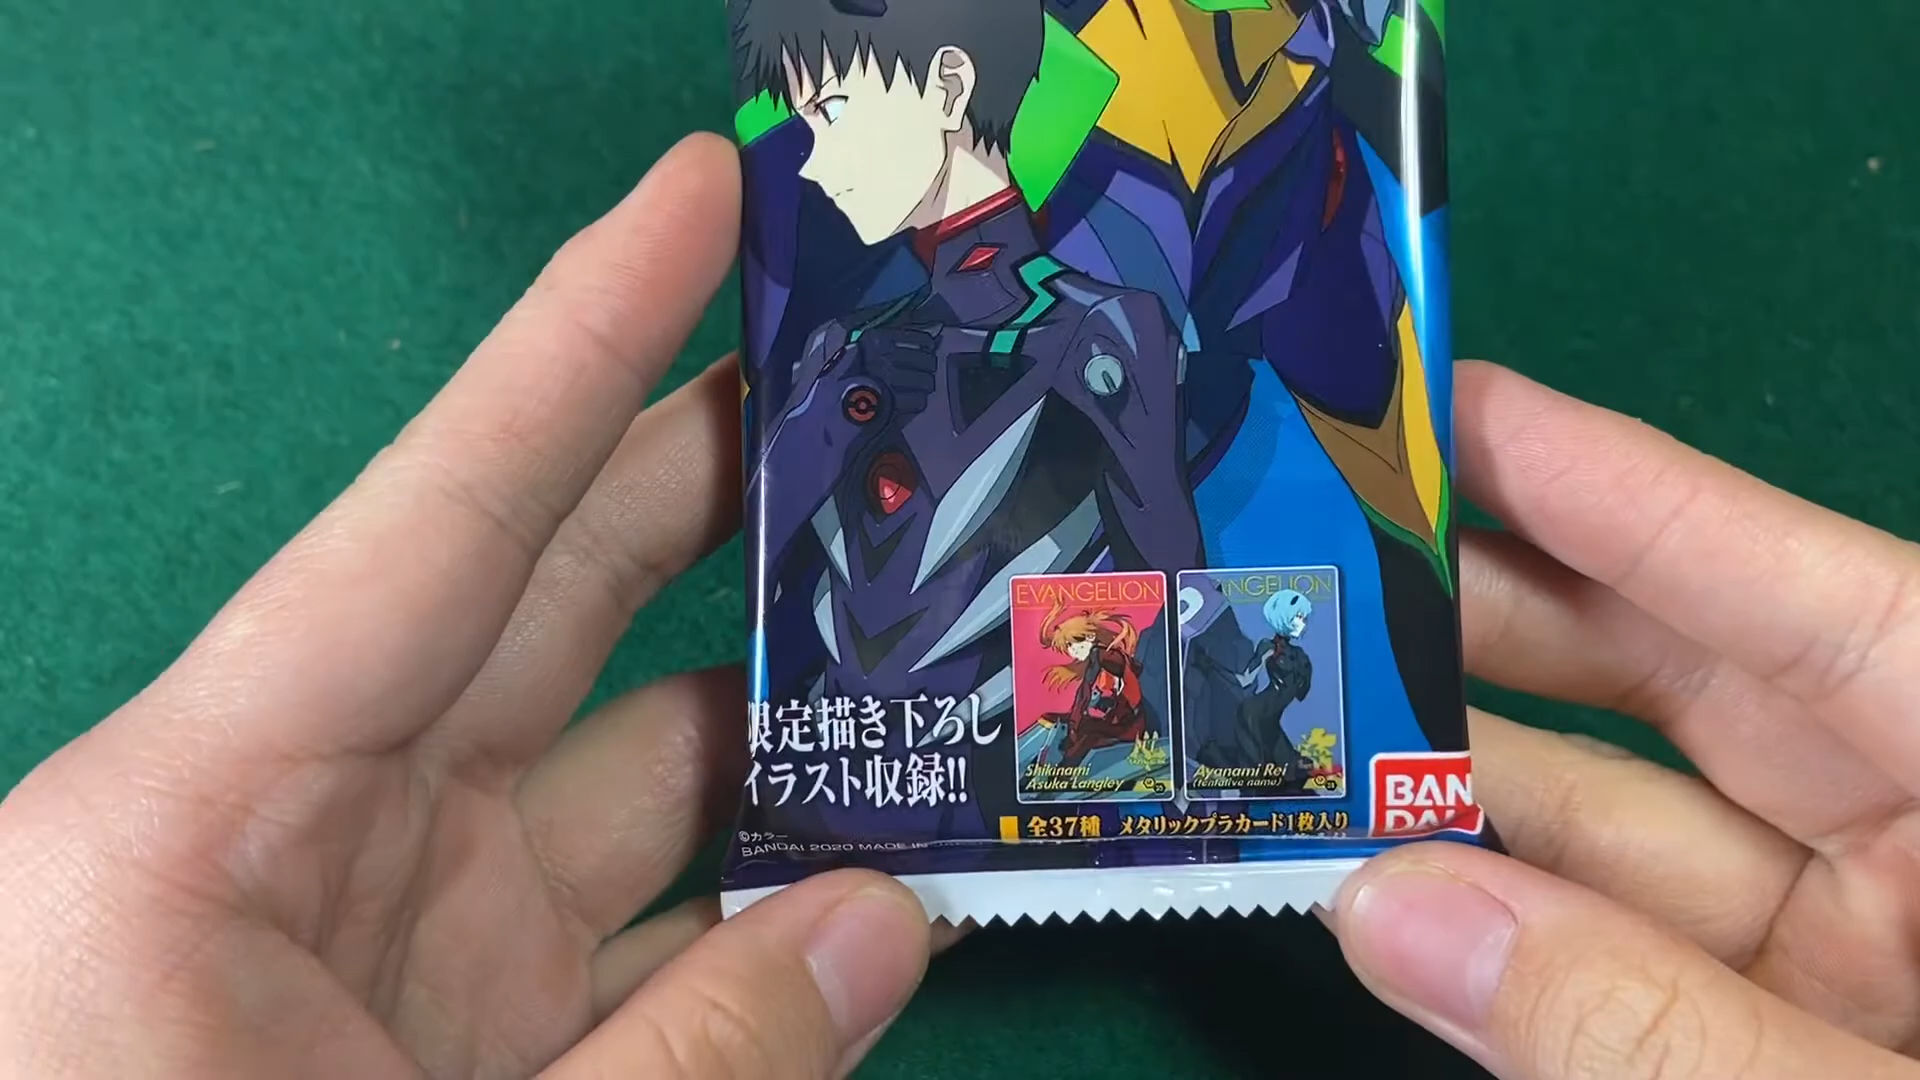 EVANGELION
Shikinami
Asuka Langley
EVANGELION
Ayanami Rei
(tentative name)
限定描き下ろし
イラスト収録!!
全37種 メタリックプラカード1枚入り
BAN
DAI
©カラー
BANDAI 2020 MADE IN